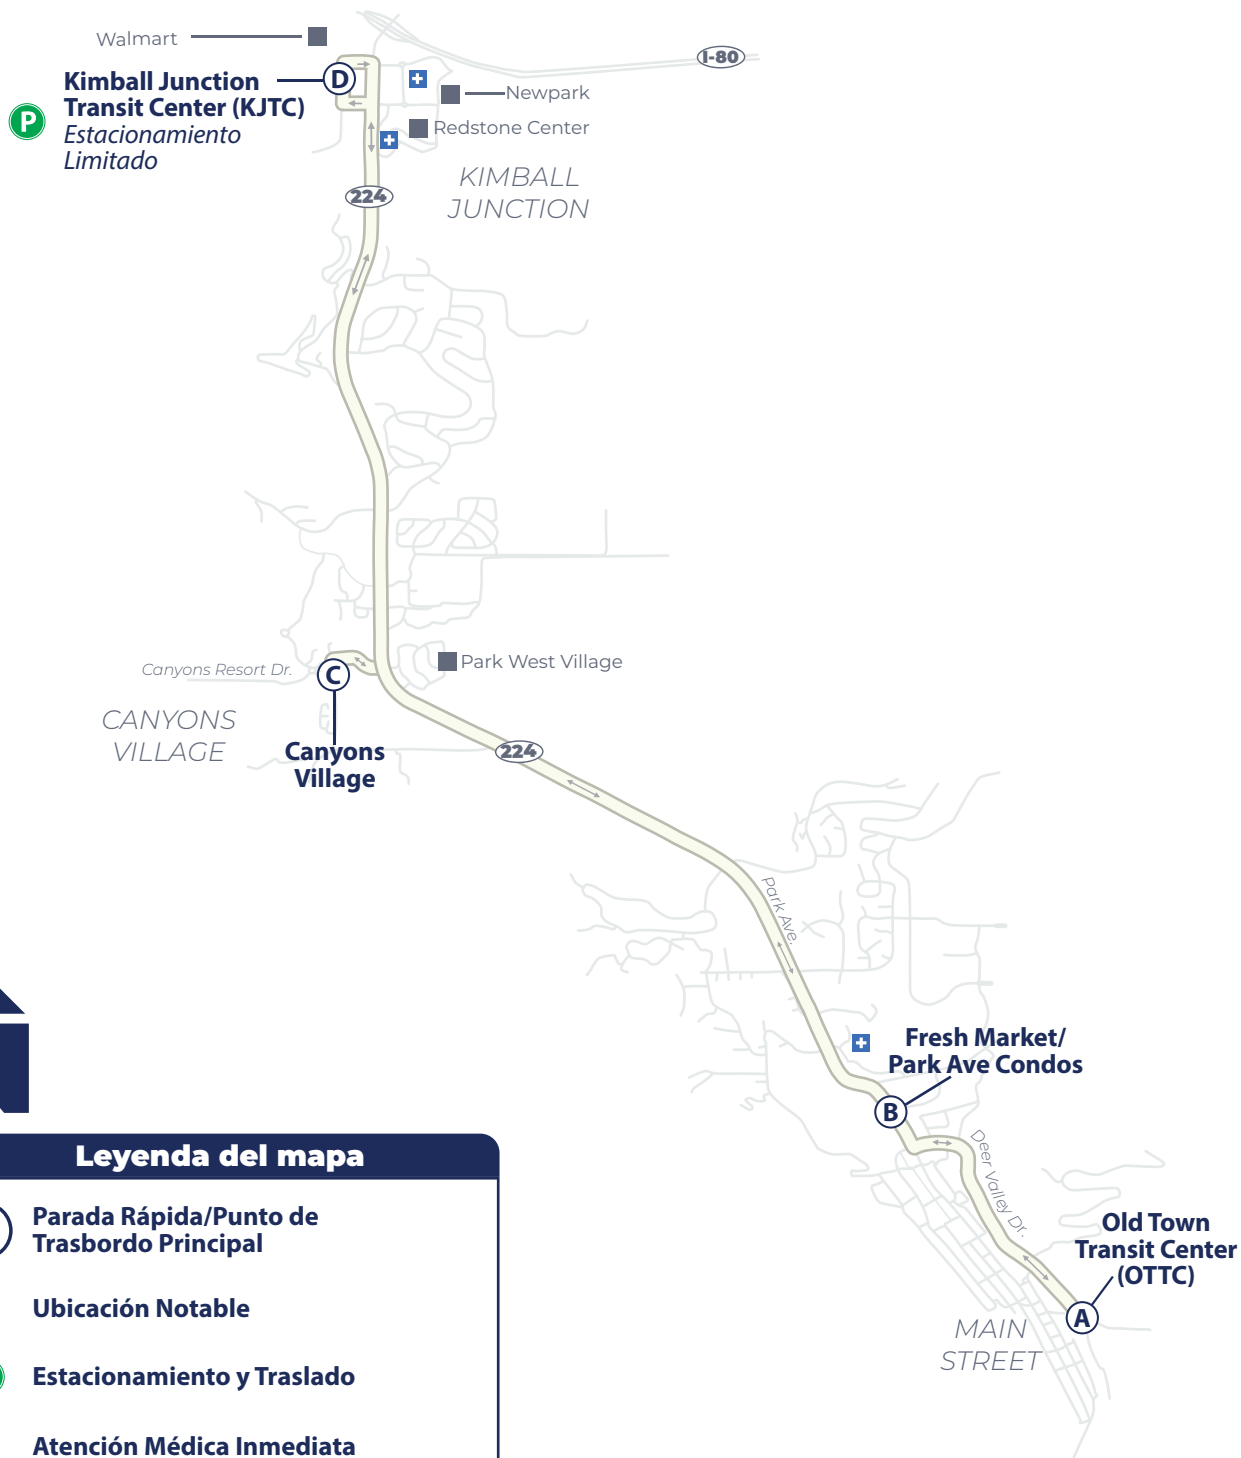 Walmart
I-80
Kimball Junction
Transit Center (KJTC)
Estacionamiento
Limitado
P
D
Newpark
Redstone Center
KIMBALL
JUNCTION
224
Canyons Resort Dr.
C
Park West Village
CANYONS
VILLAGE
Canyons
Village
224
Park Ave.
Fresh Market/
Park Ave Condos
B
Deer Valley Dr.
Old Town
Transit Center
(OTTC)
A
MAIN
STREET
Leyenda del mapa
Parada Rápida/Punto de
Trasbordo Principal
Ubicación Notable
Estacionamiento y Traslado
Atención Médica Inmediata